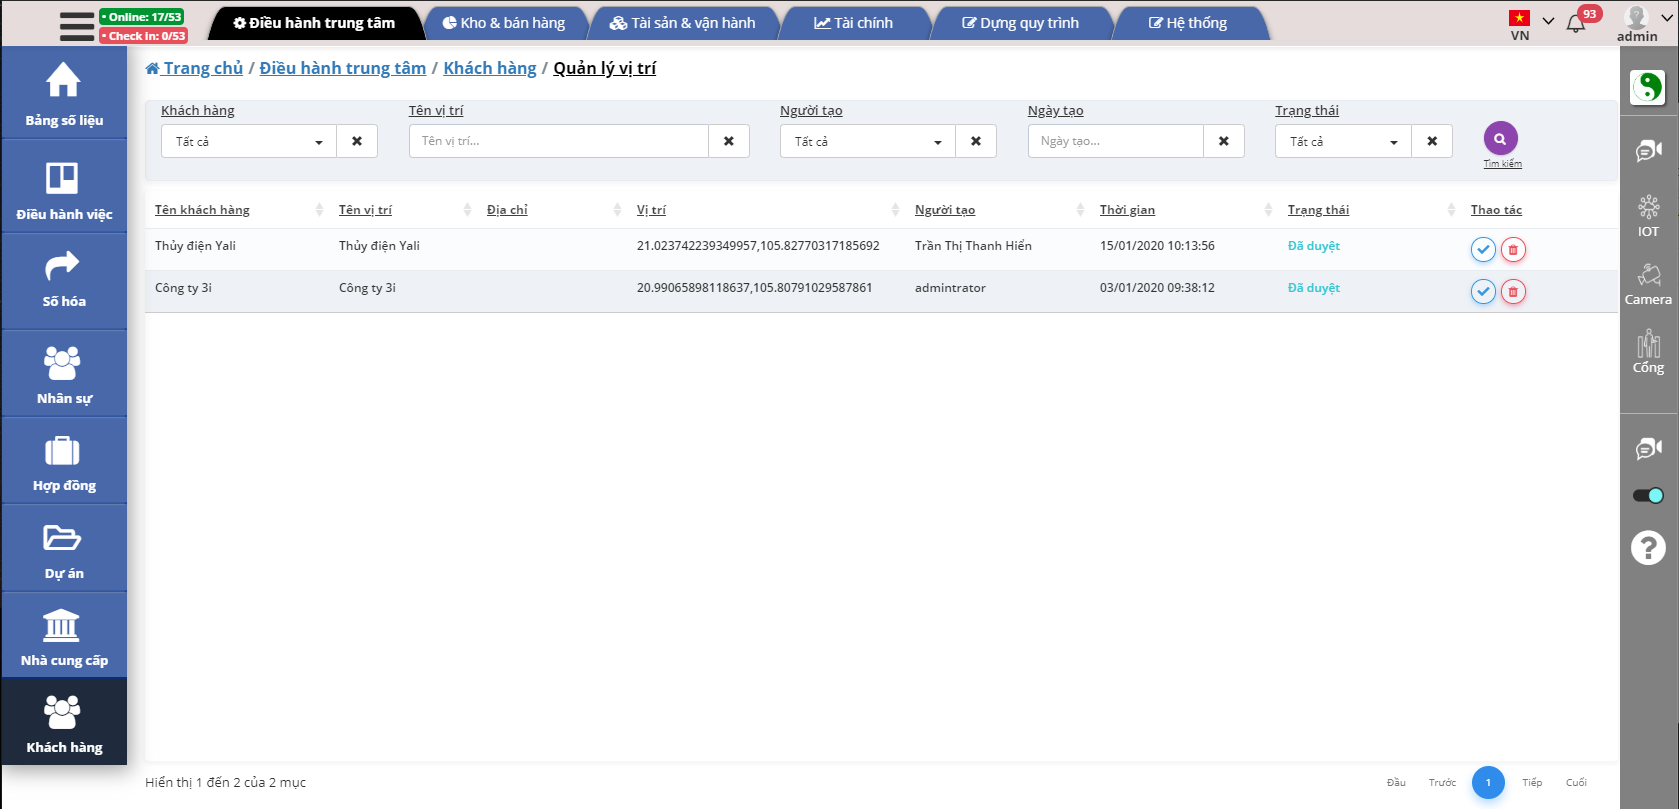 • Online: 17/53
• Check in: 0/53
Điều hành trung tâm
Kho & bán hàng
Tài sản & vận hành
Tài chính
Dựng quy trình
Hệ thống
VN
93
admin
Trang chủ / Điều hành trung tâm / Khách hàng / Quản lý vị trí
Bảng số liệu
Điều hành việc
Số hóa
Nhân sự
Hợp đồng
Dự án
Nhà cung cấp
Khách hàng
Khách hàng
Tên vị trí
Người tạo
Ngày tạo
Trạng thái
Tất cả
Tên vị trí...
Tất cả
Ngày tạo...
Tất cả
Tìm kiếm
Tên khách hàng Tên vị trí Địa chỉ Vị trí Người tạo Thời gian Trạng thái Thao tác
Thủy điện Yali Thủy điện Yali 21.023742239349957,105.82770317185692 Trần Thị Thanh Hiển 15/01/2020 10:13:56 Đã duyệt
Công ty 3i Công ty 3i 20.99065898118637,105.80791029587861 admintrator 03/01/2020 09:38:12 Đã duyệt
Hiển thị 1 đến 2 của 2 mục
Đầu Trước 1 Tiếp Cuối
IOT
Camera
Cổng